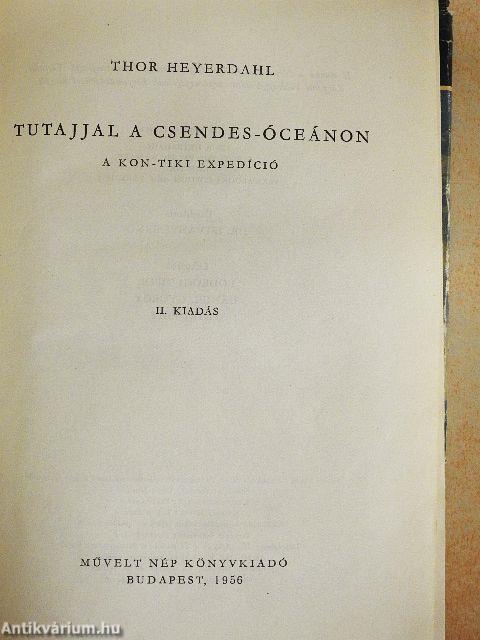 THOR HEYERDAHL
TUTAJJAL A CSENDES-ÓCEÁNON
A KON-TIKI EXPEDÍCIÓ
II. KIADÁS
MŰVELT NÉP KÖNYVKIADÓ
BUDAPEST, 1956
Antikvárium.hu